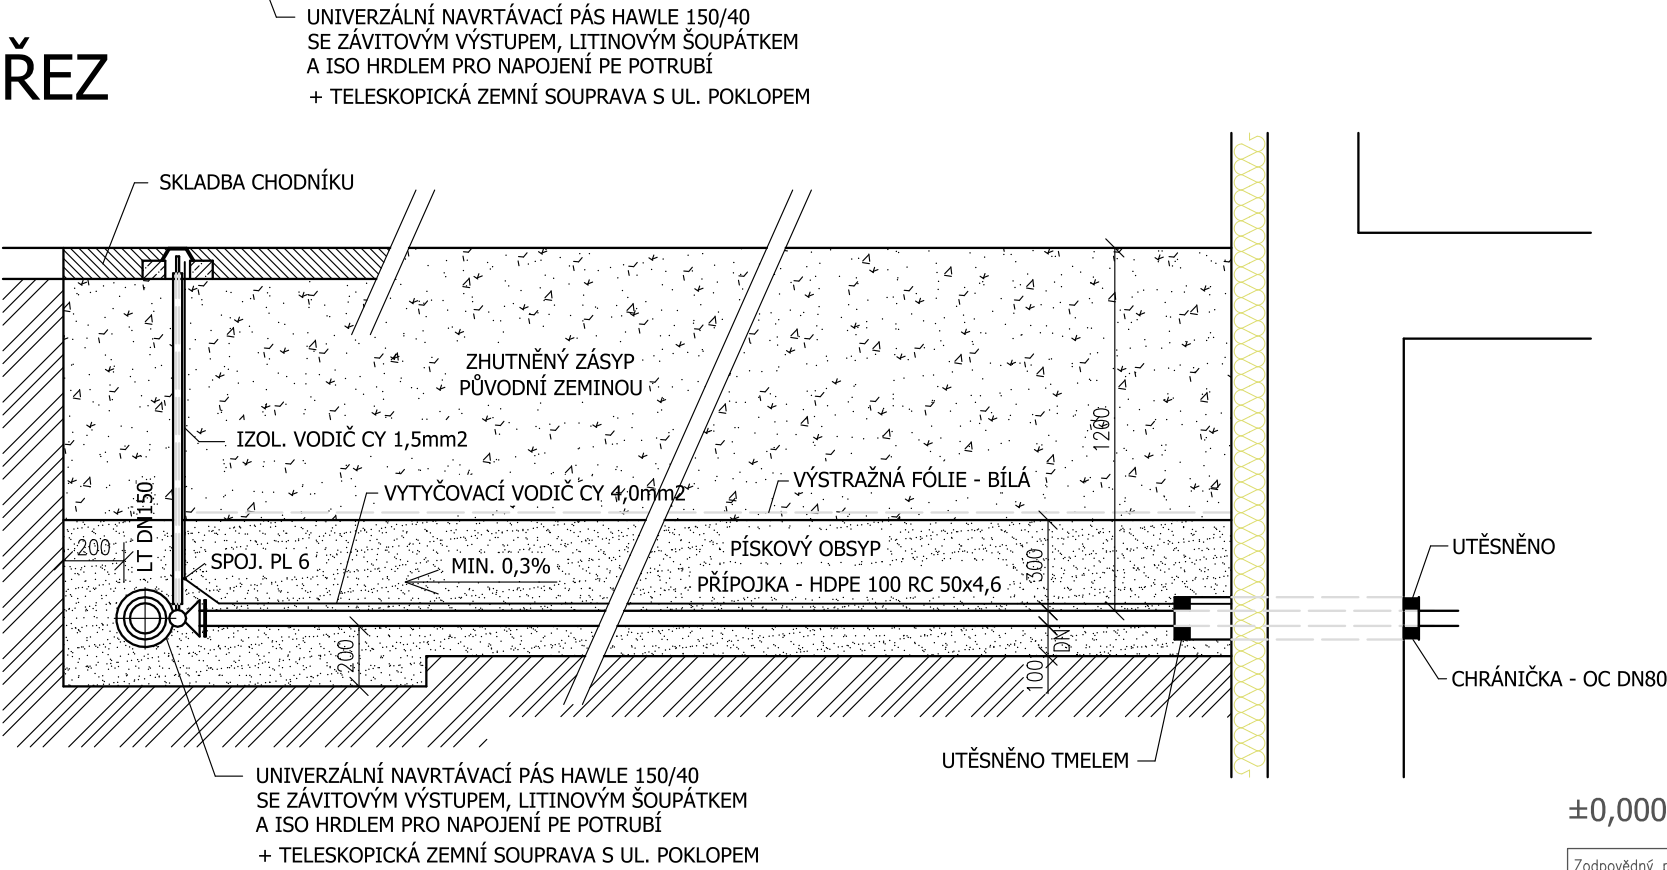 UNIVERZÁLNÍ NAVRTÁVACÍ PÁS HAWLE 150/40
SE ZÁVITOVÝM VÝSTUPEM, LITINOVÝM ŠOUPÁTKEM
A ISO HRDLEM PRO NAPOJENÍ PE POTRUBÍ
+ TELESKOPICKÁ ZEMNÍ SOUPRAVA S UL. POKLOPEM
ŘEZ
SKLADBA CHODNÍKU
ZHUTNĚNÝ ZÁSYP
PŮVODNÍ ZEMINOU
1200
IZOL. VODIČ CY 1,5mm2
VÝSTRAŽNÁ FÓLIE - BÍLÁ
VYTYČOVACÍ VODIČ CY 4,0mm2
LT DN150
200
SPOJ. PL 6
MIN. 0,3%
PÍSKOVÝ OBSYP
300
PŘÍPOJKA - HDPE 100 RC 50x4,6
UTĚSNĚNO
200
DN
100
CHRÁNIČKA - OC DN80
UTĚSNĚNO TMELEM
UNIVERZÁLNÍ NAVRTÁVACÍ PÁS HAWLE 150/40
SE ZÁVITOVÝM VÝSTUPEM, LITINOVÝM ŠOUPÁTKEM
A ISO HRDLEM PRO NAPOJENÍ PE POTRUBÍ
+ TELESKOPICKÁ ZEMNÍ SOUPRAVA S UL. POKLOPEM
±0,000
Zodpovědný